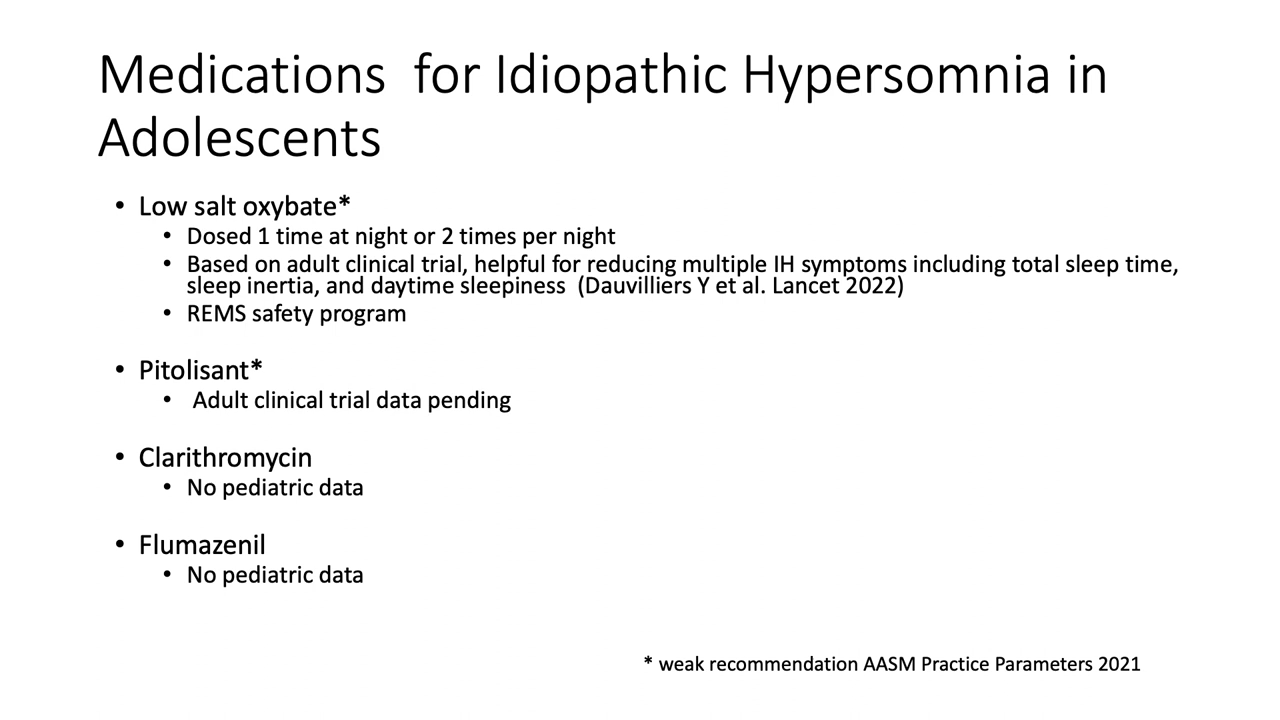 Medications  for Idiopathic Hypersomnia in
Adolescents
• Low salt oxybate*
• Dosed 1 time at night or 2 times per night
• Based on adult clinical trial, helpful for reducing multiple IH symptoms including total sleep time,
sleep inertia, and daytime sleepiness  (Dauvilliers Y et al. Lancet 2022)
• REMS safety program
• Pitolisant*
• Adult clinical trial data pending
• Clarithromycin
• No pediatric data
• Flumazenil
• No pediatric data
* weak recommendation AASM Practice Parameters 2021